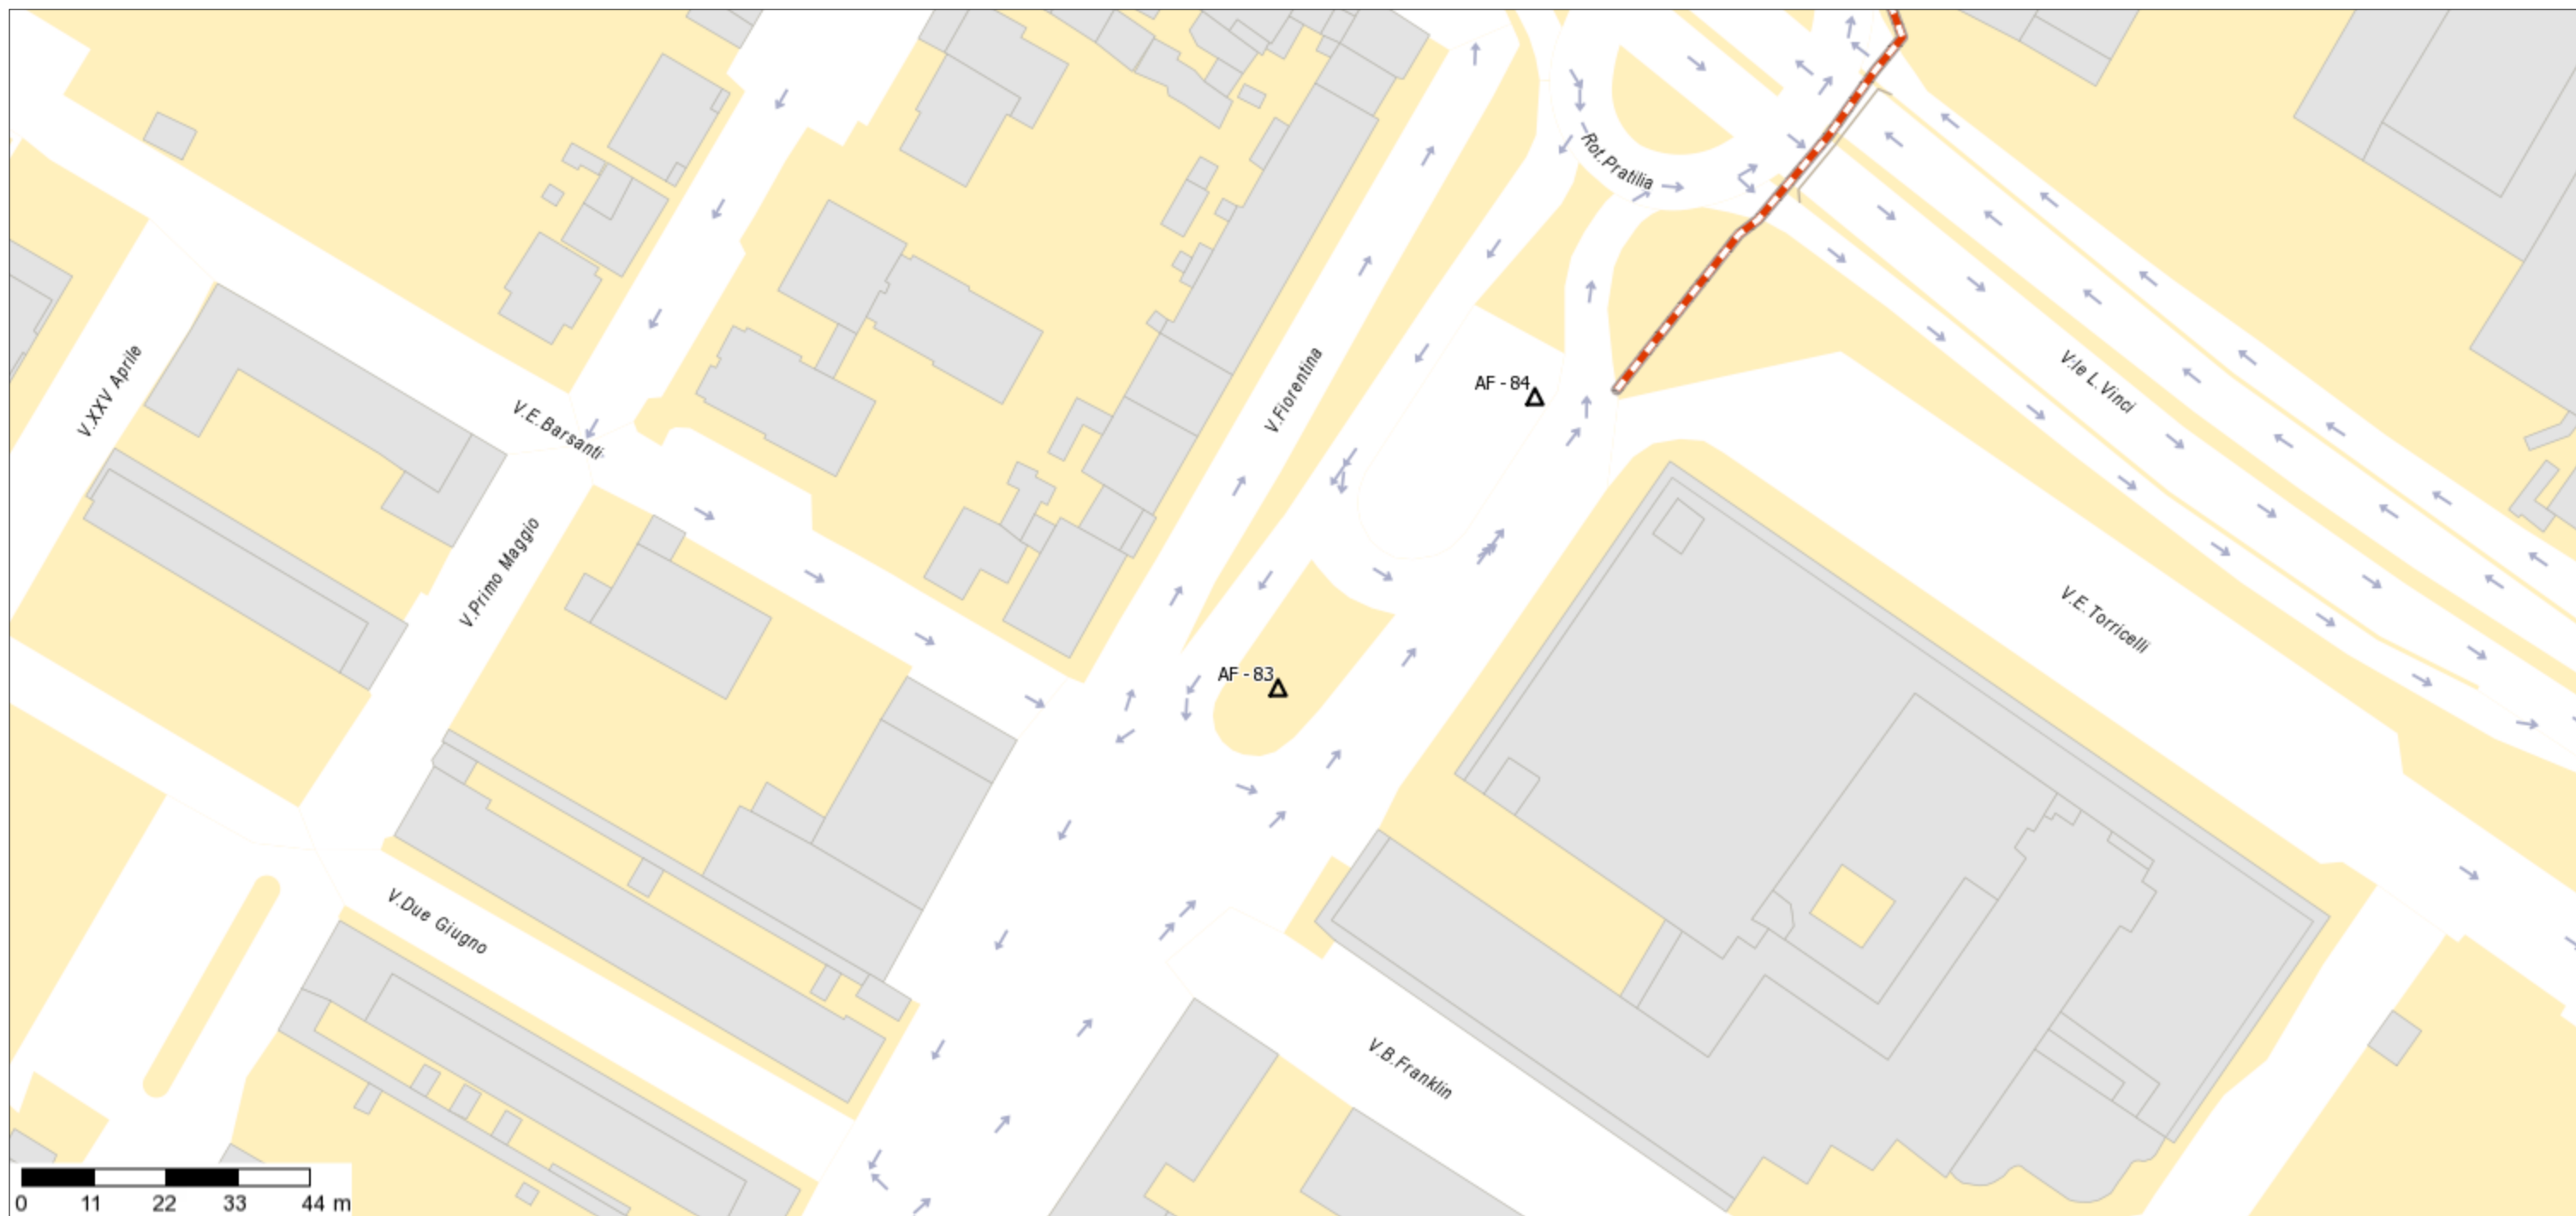 Rot.Pratilia
V.XXV Aprile
V.Fiorentina
AF - 84
V.le L.Vinci
V.E.Barsanti
V.Primo Maggio
V.E.Torricelli
AF - 83
V.Due Giugno
V.B.Franklin
0 11 22 33 44 m